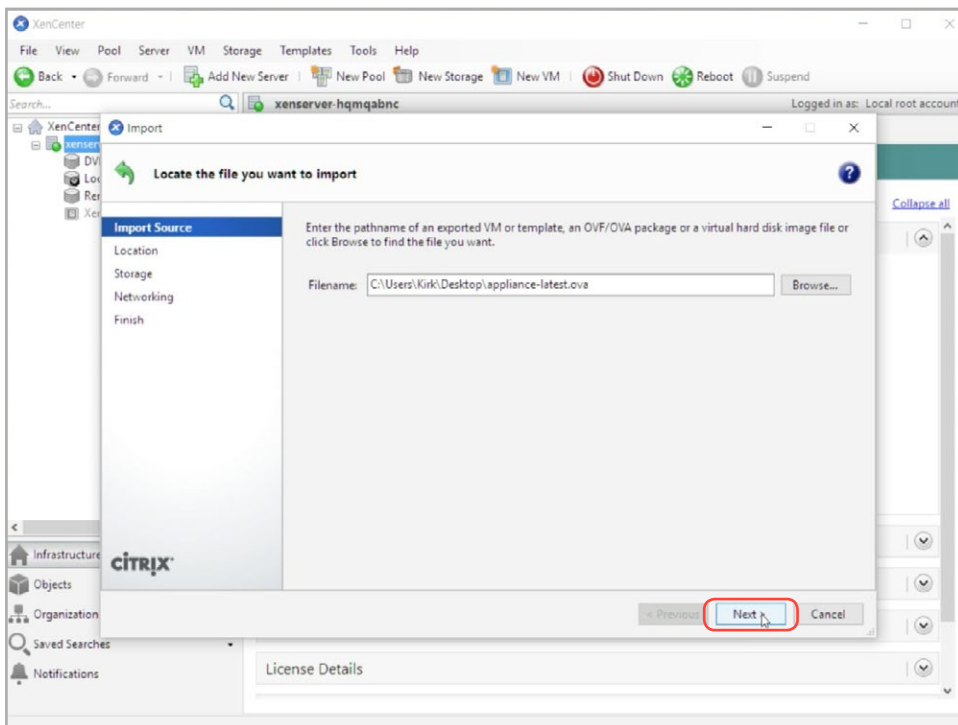 XenCenter
File View Pool Server VM Storage Templates Tools Help
Back Forward Add New Server New Pool New Storage New VM Shut Down Reboot Suspend
Search...
xenserver-hqmqabnc
Logged in as: Local root account
XenCenter
Import
Locate the file you want to import
Collapse all
Import Source
Location
Storage
Networking
Finish
Enter the pathname of an exported VM or template, an OVF/OVA package or a virtual hard disk image file or
click Browse to find the file you want.
Filename: C:\Users\Kirk\Desktop\appliance-latest.ova Browse...
CITRIX
Infrastructure
Objects
Organization
Saved Searches
Notifications
< Previous Next > Cancel
License Details